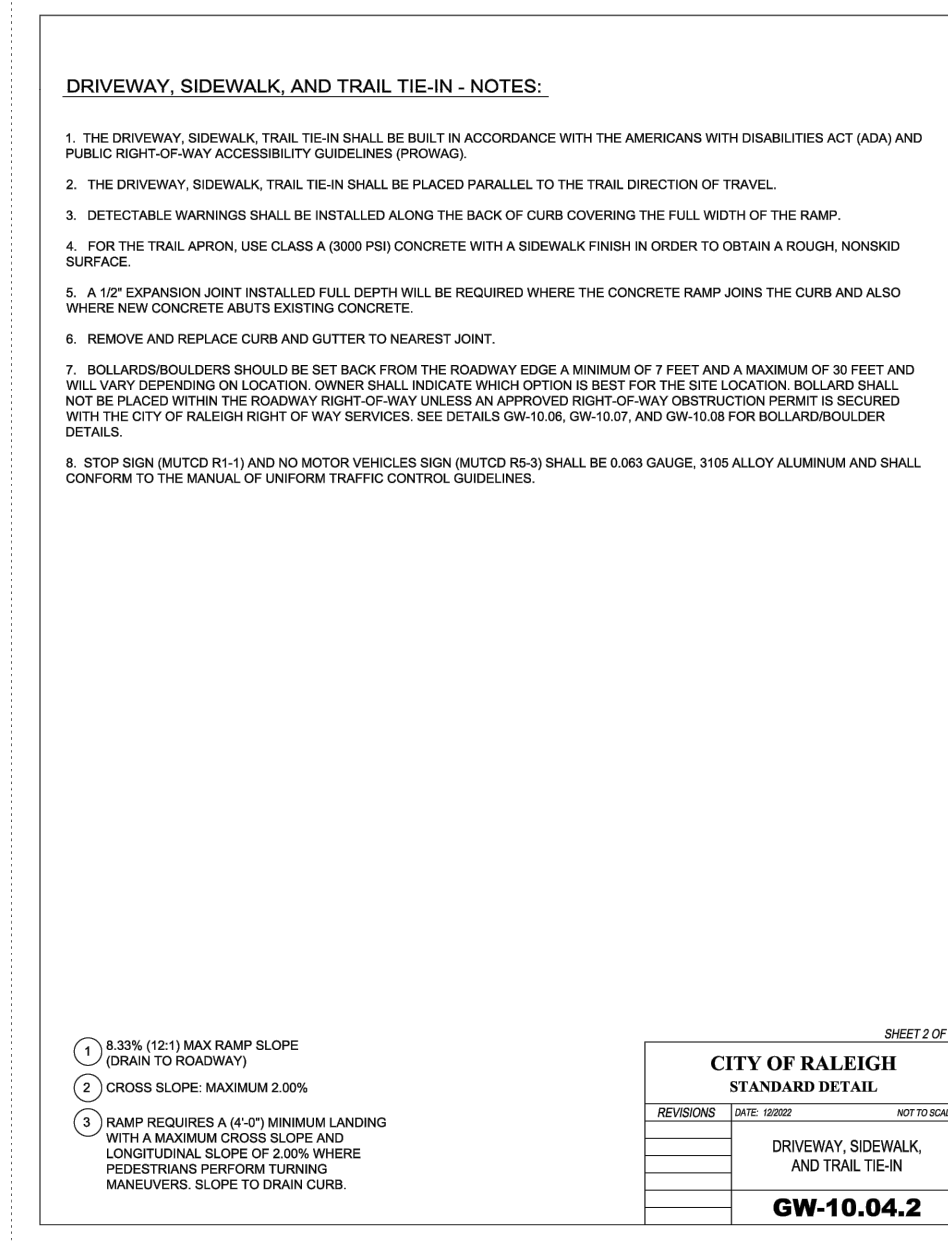 DRIVEWAY, SIDEWALK, AND TRAIL TIE-IN - NOTES:
1. THE DRIVEWAY, SIDEWALK, TRAIL TIE-IN SHALL BE BUILT IN ACCORDANCE WITH THE AMERICANS WITH DISABILITIES ACT (ADA) AND
PUBLIC RIGHT-OF-WAY ACCESSIBILITY GUIDELINES (PROWAG).
2. THE DRIVEWAY, SIDEWALK, TRAIL TIE-IN SHALL BE PLACED PARALLEL TO THE TRAIL DIRECTION OF TRAVEL.
3. DETECTABLE WARNINGS SHALL BE INSTALLED ALONG THE BACK OF CURB COVERING THE FULL WIDTH OF THE RAMP.
4. FOR THE TRAIL APRON, USE CLASS A (3000 PSI) CONCRETE WITH A SIDEWALK FINISH IN ORDER TO OBTAIN A ROUGH, NONSKID
SURFACE.
5. A 1/2" EXPANSION JOINT INSTALLED FULL DEPTH WILL BE REQUIRED WHERE THE CONCRETE RAMP JOINS THE CURB AND ALSO
WHERE NEW CONCRETE ABUTS EXISTING CONCRETE.
6. REMOVE AND REPLACE CURB AND GUTTER TO NEAREST JOINT.
7. BOLLARDS/BOULDERS SHOULD BE SET BACK FROM THE ROADWAY EDGE A MINIMUM OF 7 FEET AND A MAXIMUM OF 30 FEET AND
WILL VARY DEPENDING ON LOCATION. OWNER SHALL INDICATE WHICH OPTION IS BEST FOR THE SITE LOCATION. BOLLARD SHALL
NOT BE PLACED WITHIN THE ROADWAY RIGHT-OF-WAY UNLESS AN APPROVED RIGHT-OF-WAY OBSTRUCTION PERMIT IS SECURED
WITH THE CITY OF RALEIGH RIGHT OF WAY SERVICES. SEE DETAILS GW-10.06, GW-10.07, AND GW-10.08 FOR BOLLARD/BOULDER
DETAILS.
8. STOP SIGN (MUTCD R1-1) AND NO MOTOR VEHICLES SIGN (MUTCD R5-3) SHALL BE 0.063 GAUGE, 3105 ALLOY ALUMINUM AND SHALL
CONFORM TO THE MANUAL OF UNIFORM TRAFFIC CONTROL GUIDELINES.
1 8.33% (12:1) MAX RAMP SLOPE
(DRAIN TO ROADWAY)
2 CROSS SLOPE: MAXIMUM 2.00%
3 RAMP REQUIRES A (4'-0") MINIMUM LANDING
WITH A MAXIMUM CROSS SLOPE AND
LONGITUDINAL SLOPE OF 2.00% WHERE
PEDESTRIANS PERFORM TURNING
MANEUVERS. SLOPE TO DRAIN CURB.
SHEET 2 OF
CITY OF RALEIGH
STANDARD DETAIL
REVISIONS DATE: 12/2022 NOT TO SCAL
DRIVEWAY, SIDEWALK,
AND TRAIL TIE-IN
GW-10.04.2